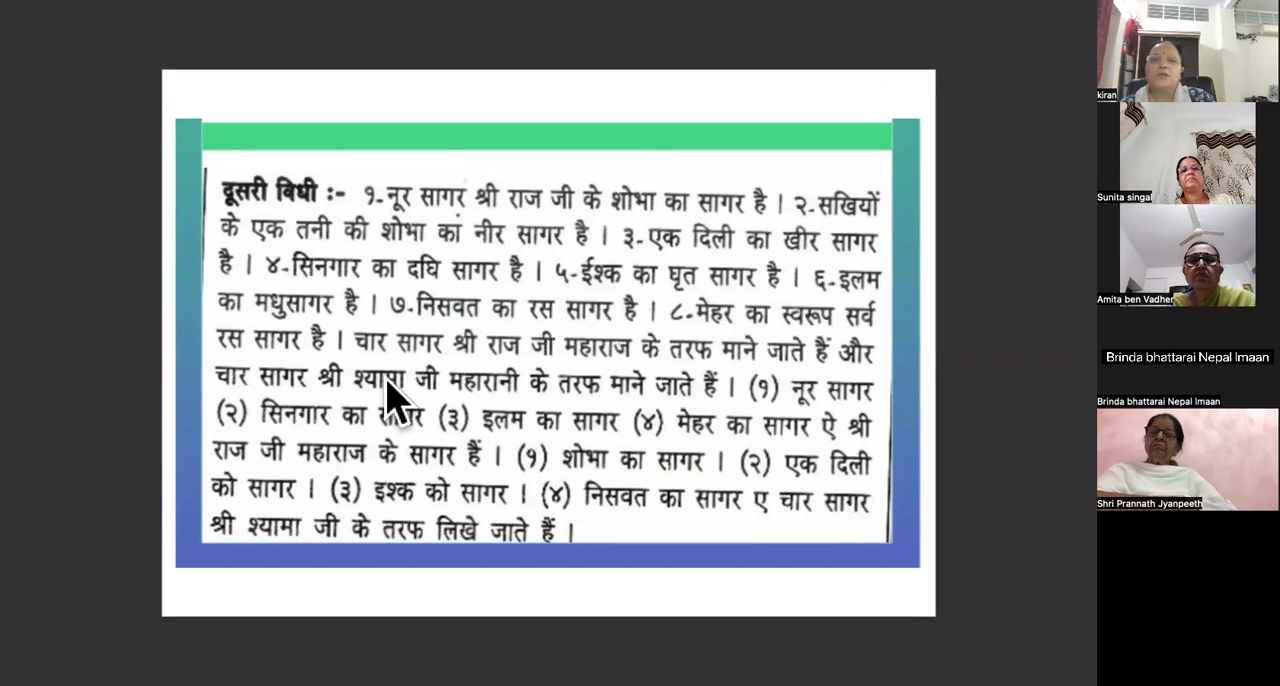 दूसरी विधी :- १-नूर सागर श्री राज जी के शोभा का सागर है । २-सखियों
के एक तनी की शोभा का नीर सागर है । ३-एक दिली का खीर सागर
है । ४-सिनगार का दधि सागर है । ५-ईश्क का घृत सागर है । ६-इलम
का मधुसागर है । ७-निसवत का रस सागर है । ८-मेहर का स्वरूप सर्व
रस सागर है । चार सागर श्री राज जी महाराज के तरफ माने जाते हैं और
चार सागर श्री श्यामा जी महारानी के तरफ माने जाते हैं । (१) नूर सागर
(२) सिनगार का सागर (३) इलम का सागर (४) मेहर का सागर ऐ श्री
राज जी महाराज के सागर हैं । (१) शोभा का सागर । (२) एक दिली
को सागर । (३) इश्क को सागर । (४) निसवत का सागर ए चार सागर
श्री श्यामा जी के तरफ लिखे जाते हैं ।
kiran
Sunita singal
Amita ben Vadher
Brinda bhattarai Nepal Imaan
Brinda bhattarai Nepal Imaan
Shri Prannath Jyanpeeth